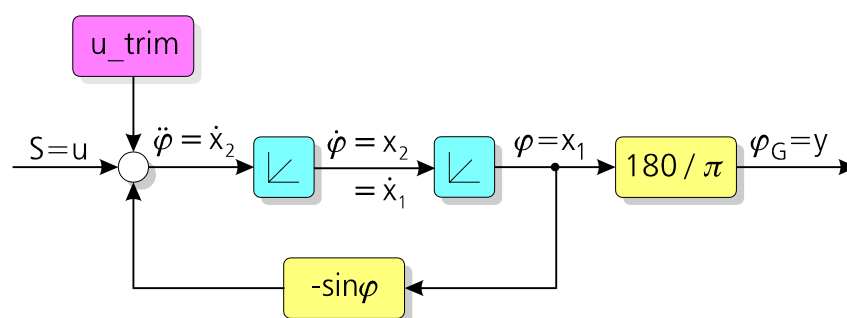 u_trim
S=u
φ̈ = ẋ₂
φ̇ = x₂
= ẋ₁
φ=x₁
180 / π
φG=y
-sinφ